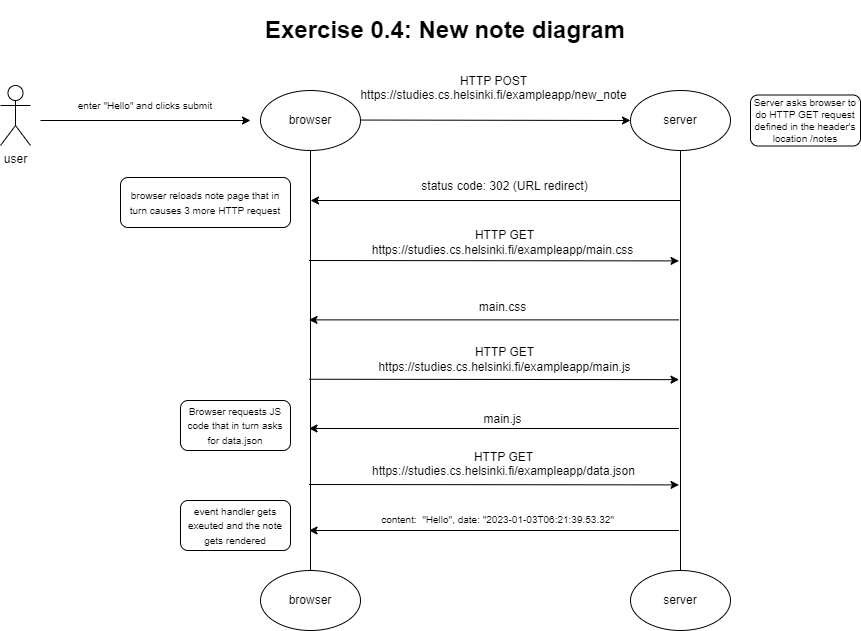 Exercise 0.4: New note diagram
HTTP POST
https://studies.cs.helsinki.fi/exampleapp/new_note
enter "Hello" and clicks submit
user
browser
server
Server asks browser to
do HTTP GET request
defined in the header's
location /notes
status code: 302 (URL redirect)
browser reloads note page that in
turn causes 3 more HTTP request
HTTP GET
https://studies.cs.helsinki.fi/exampleapp/main.css
main.css
HTTP GET
https://studies.cs.helsinki.fi/exampleapp/main.js
Browser requests JS
code that in turn asks
for data.json
main.js
HTTP GET
https://studies.cs.helsinki.fi/exampleapp/data.json
event handler gets
exeuted and the note
gets rendered
content:  "Hello", date: "2023-01-03T06:21:39.53.32"
browser
server